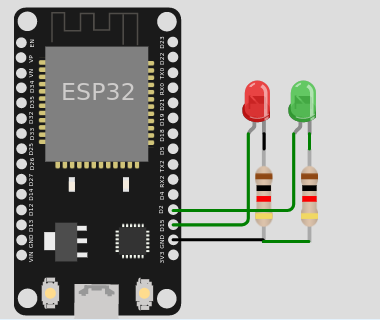 ESP32
EN
VP
VN
D34
D35
D32
D33
D25
D26
D27
D14
D12
D13
GND
VIN
D23
D22
TX0
RX0
D21
D19
D18
D5
TX2
RX2
D4
D2
D15
GND
3V3